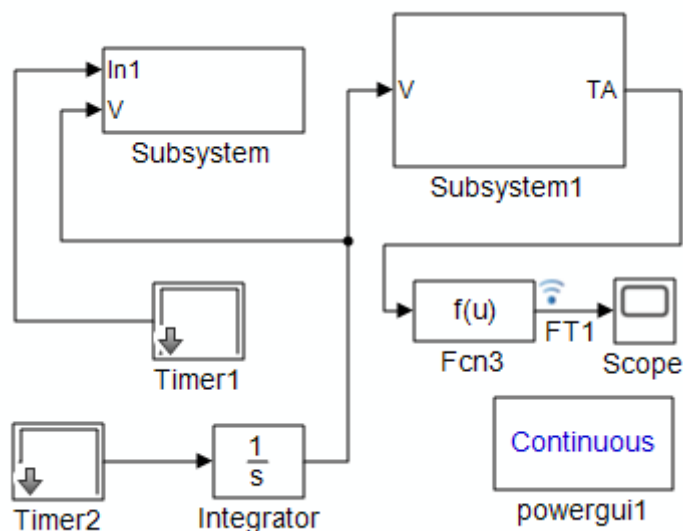 In1
V
Subsystem
V
TA
Subsystem1
Timer1
f(u)
Fcn3
FT1
Scope
Timer2
1
s
Integrator
Continuous
powergui1